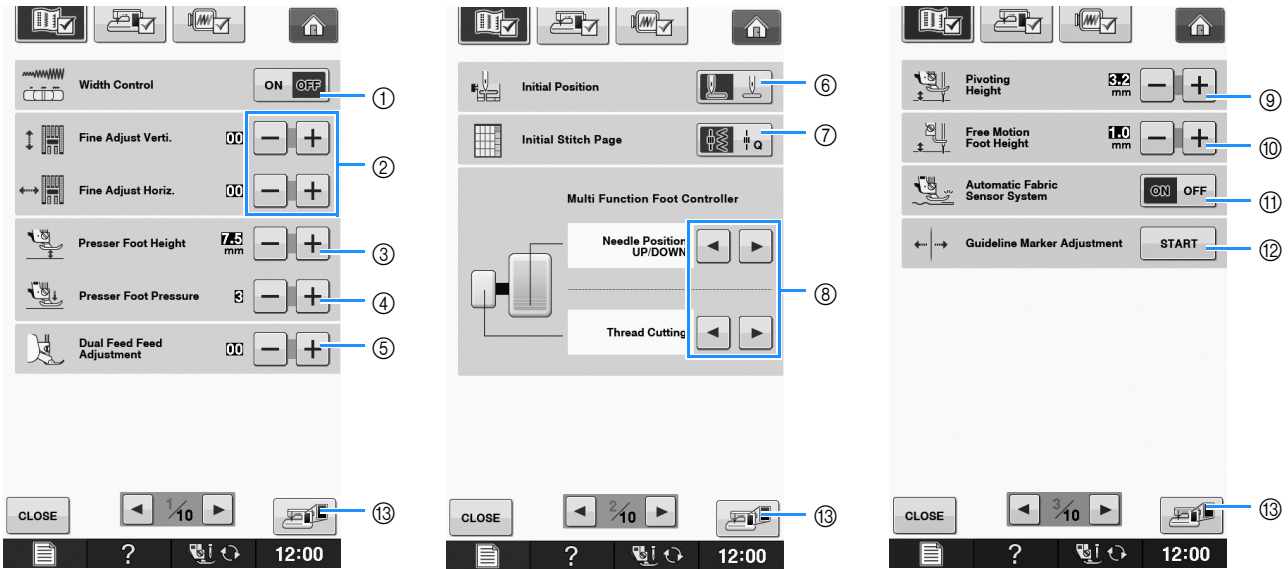 Width Control
ON OFF
①
Fine Adjust Verti. 00 − +
②
Fine Adjust Horiz. 00 − +
Presser Foot Height 7.5 mm − +
③
Presser Foot Pressure 3 − +
④
Dual Feed Feed
Adjustment 00 − +
⑤
CLOSE
1/10
⑬
?
12:00
Initial Position
⑥
Initial Stitch Page
Q
⑦
Multi Function Foot Controller
Needle Position
UP/DOWN
⑧
Thread Cutting
CLOSE
2/10
⑬
?
12:00
Pivoting
Height
3.2
mm
− +
⑨
Free Motion
Foot Height
1.0
mm
− +
⑩
Automatic Fabric
Sensor System
ON OFF
⑪
Guideline Marker Adjustment START
⑫
CLOSE
3/10
⑬
?
12:00